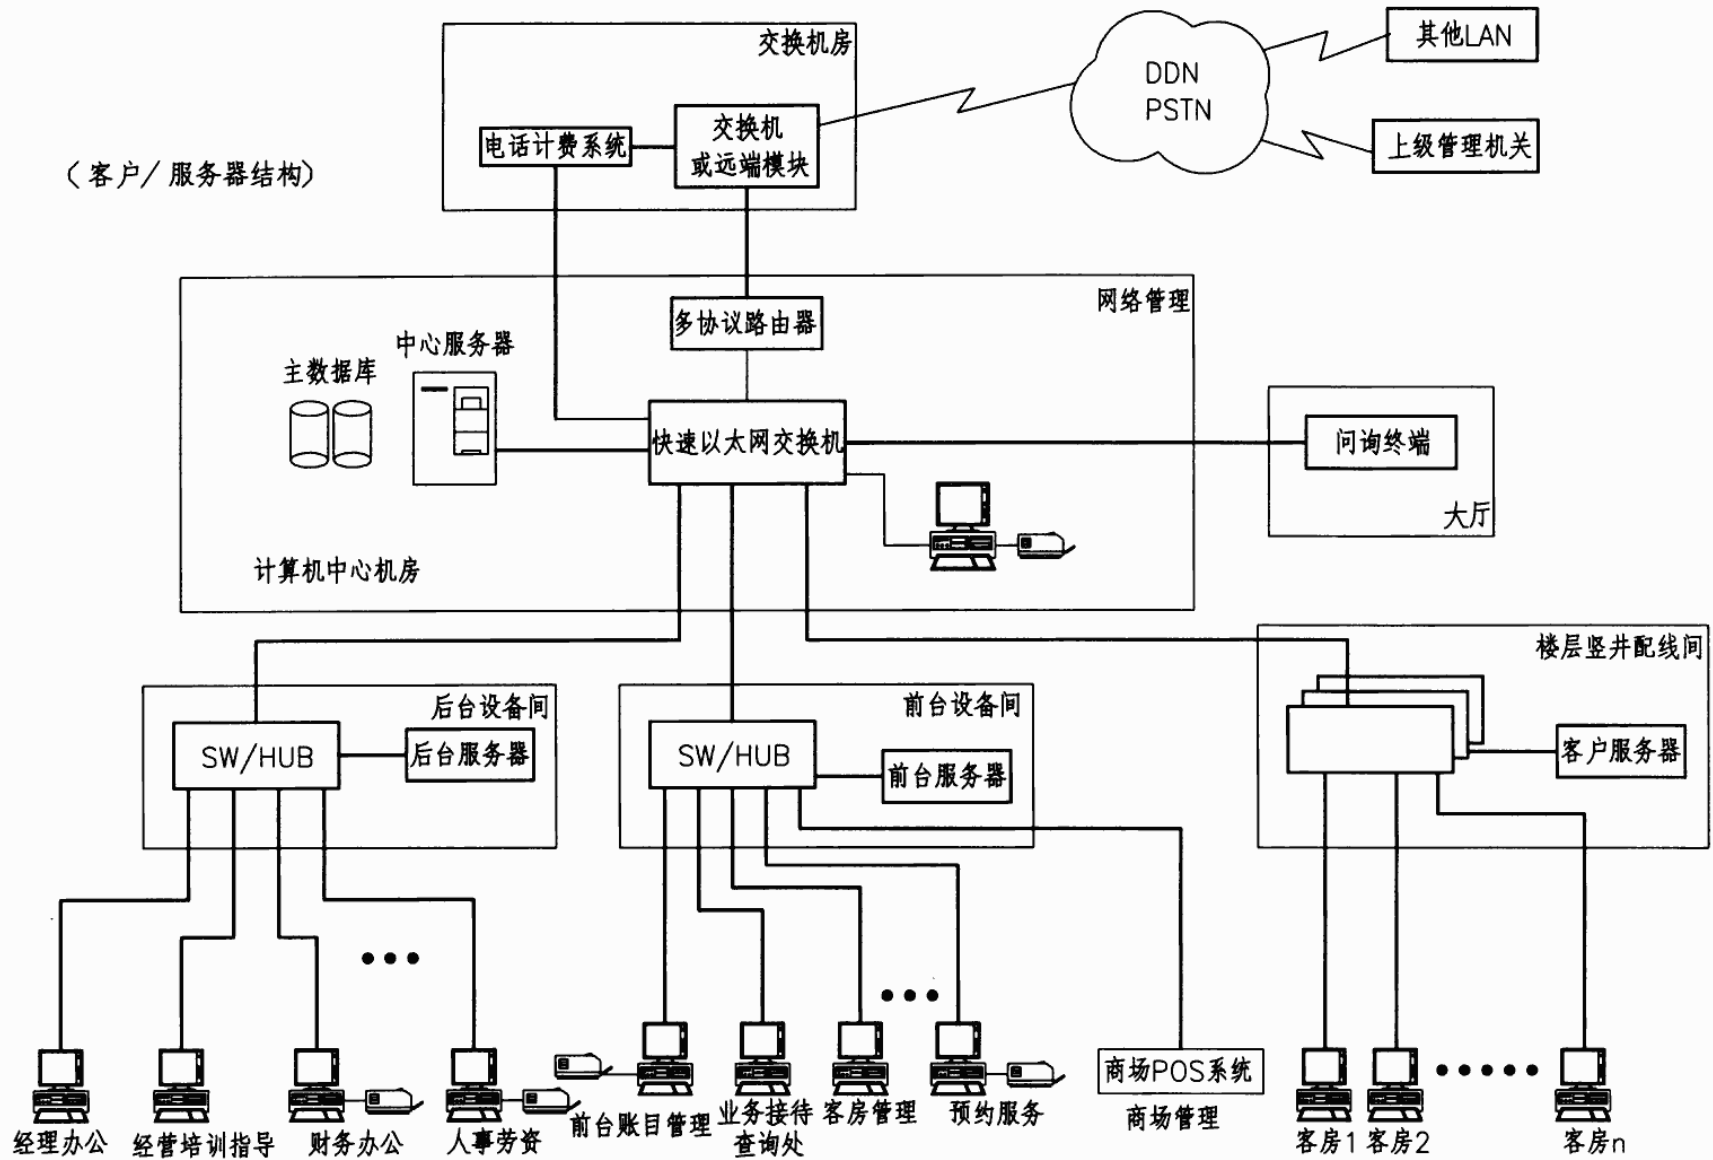 交换机房
其他LAN
DDN
PSTN
电话计费系统
交换机
或远端模块
上级管理机关
（客户/服务器结构）
网络管理
多协议路由器
中心服务器
主数据库
快速以太网交换机
问询终端
大厅
计算机中心机房
楼层竖井配线间
后台设备间
前台设备间
SW/HUB
后台服务器
SW/HUB
前台服务器
客户服务器
商场POS系统
经理办公
经营培训指导
财务办公
人事劳资
前台账目管理
业务接待
查询处
客房管理
预约服务
商场管理
客房1
客房2
客房n